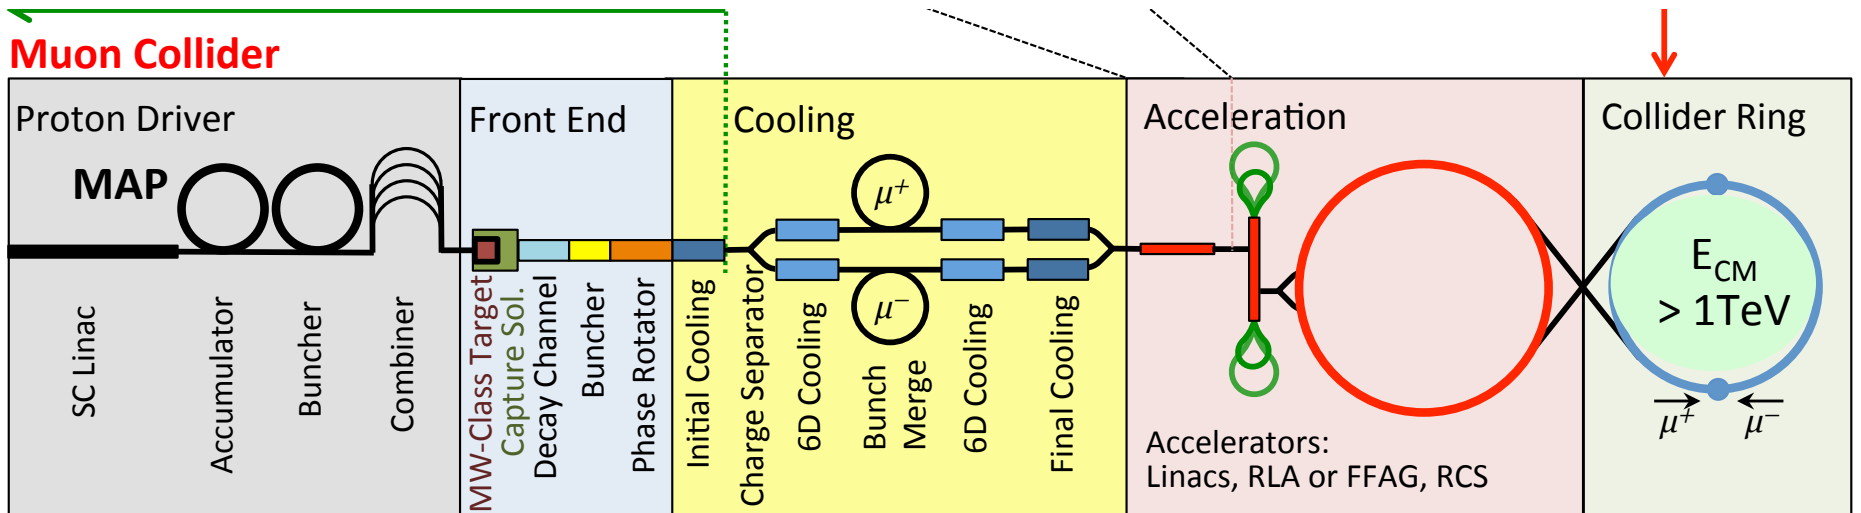 Muon Collider
Proton Driver
MAP
SC Linac
Accumulator
Buncher
Combiner
Front End
MW-Class Target
Capture Sol.
Decay Channel
Buncher
Phase Rotator
Cooling
μ+
μ−
Initial Cooling
Charge Separator
6D Cooling
Bunch
Merge
6D Cooling
Final Cooling
Acceleration
Accelerators:
Linacs, RLA or FFAG, RCS
Collider Ring
ECM
> 1TeV
μ+ μ−